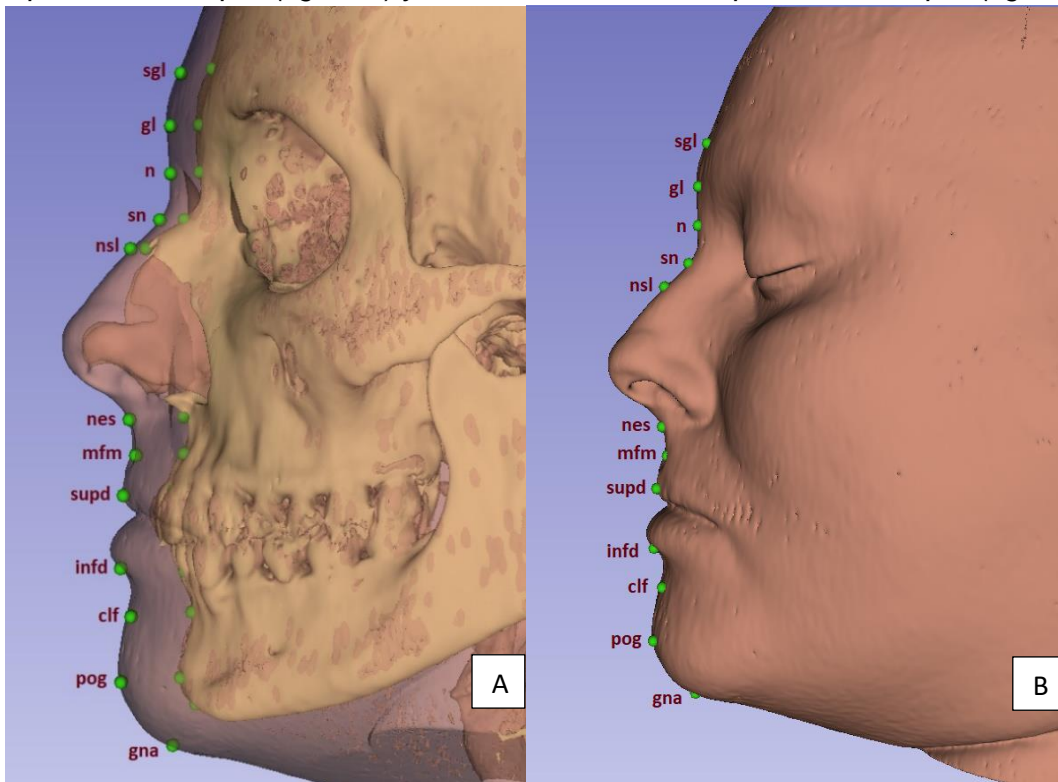 sgl
gl
n
sn
nsl
nes
mfm
supd
infd
clf
pog
gna
A
sgl
gl
n
sn
nsl
nes
mfm
supd
infd
clf
pog
gna
B